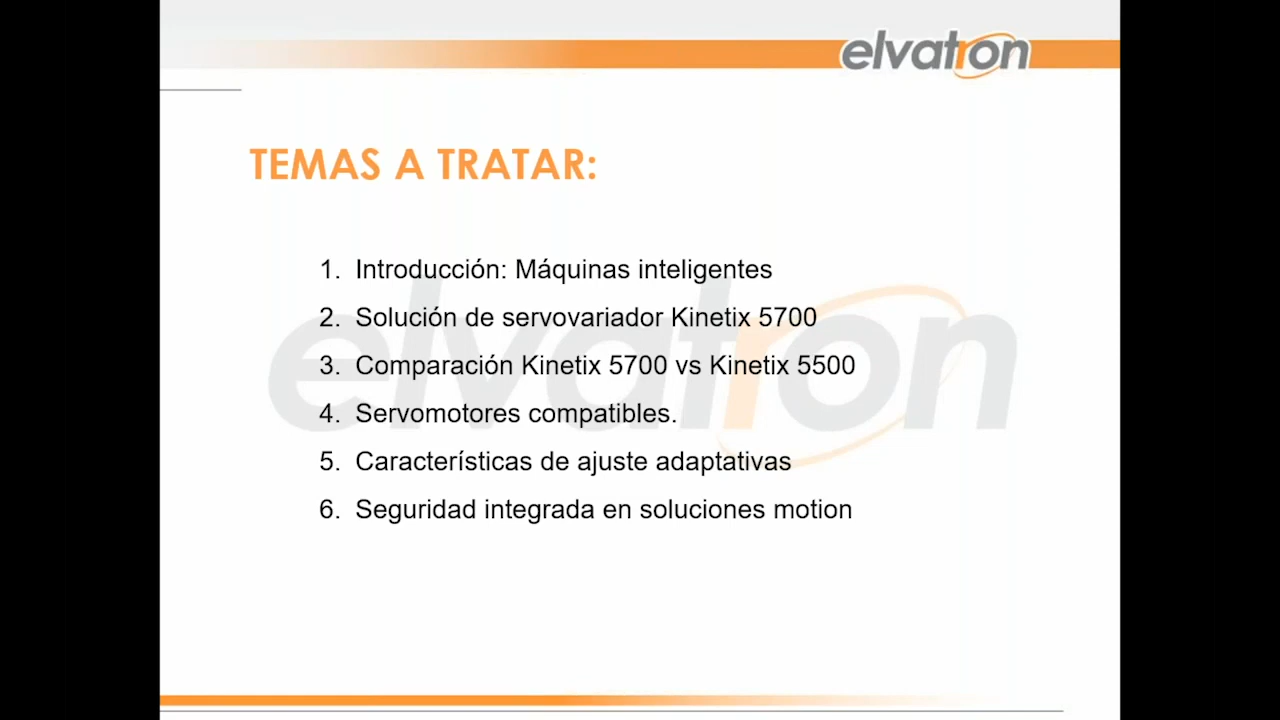 elvatron
TEMAS A TRATAR:
1. Introducción: Máquinas inteligentes
2. Solución de servovariador Kinetix 5700
3. Comparación Kinetix 5700 vs Kinetix 5500
4. Servomotores compatibles.
5. Características de ajuste adaptativas
6. Seguridad integrada en soluciones motion
elvatron